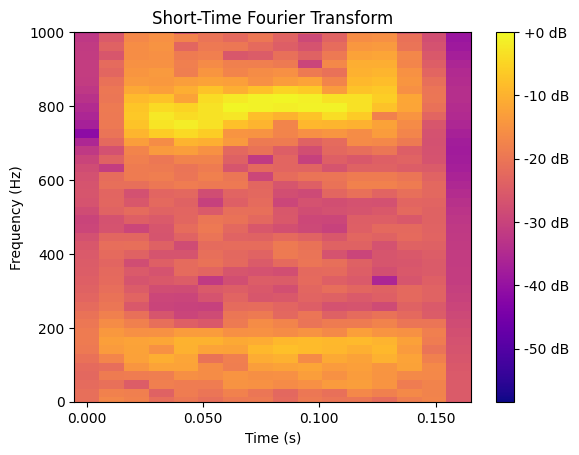 Short-Time Fourier Transform
1000
800
600
400
200
0
Frequency (Hz)
0.000
0.050
0.100
0.150
Time (s)
+0 dB
-10 dB
-20 dB
-30 dB
-40 dB
-50 dB